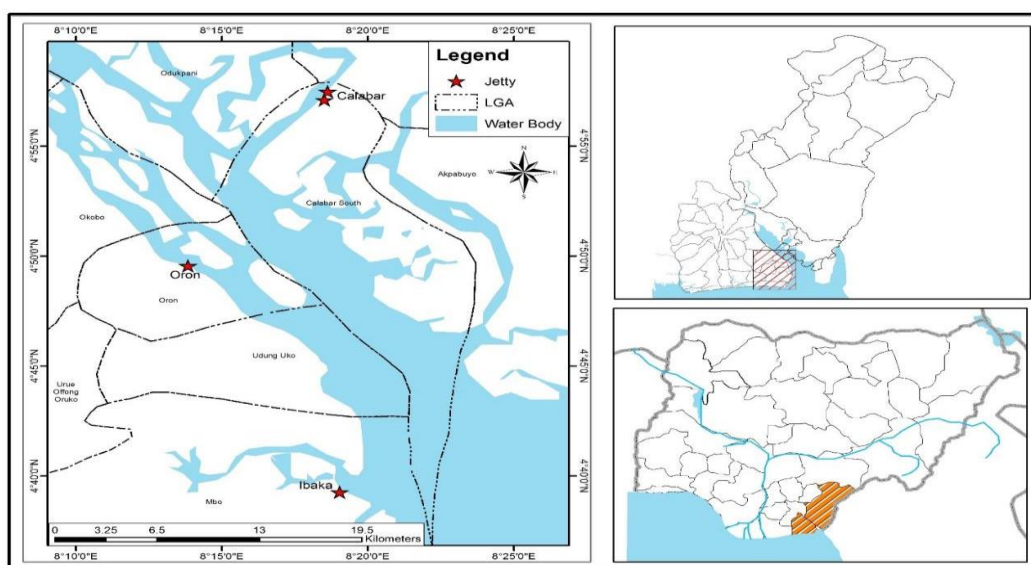 8°10'0"E 8°15'0"E 8°20'0"E 8°25'0"E
Legend
Jetty
LGA
Water Body
Odukpani
Calabar
4°55'0"N 4°55'0"N
N
W E
S
Akpabuyo
Calabar South
Okobo
4°50'0"N 4°50'0"N
Oron
Oron
Udung Uko
4°45'0"N 4°45'0"N
Urue
Offong
Oruko
4°40'0"N 4°40'0"N
Ibaka
Mbo
0 3.25 6.5 13 19.5
Kilometers
8°10'0"E 8°15'0"E 8°20'0"E 8°25'0"E